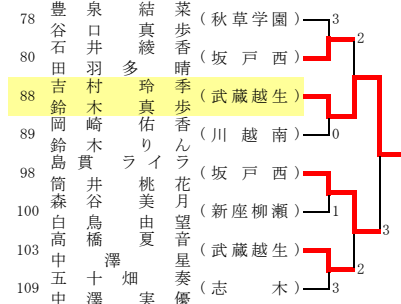 78 豊泉結菜 (秋草学園) 3
谷口真歩
2
80 石井綾香 (坂戸西)
田羽多晴
88 吉村玲季 (武蔵越生)
鈴木真歩
89 岡崎佑香 (川越南) 0
鈴木りん
98 島貫ライラ (坂戸西)
筒井桃花
100 森谷美月 (新座柳瀬) 1
白鳥由望
3
103 高橋夏音 (武蔵越生)
中澤星
2
109 五十畑奏 (志木) 3
中澤実優